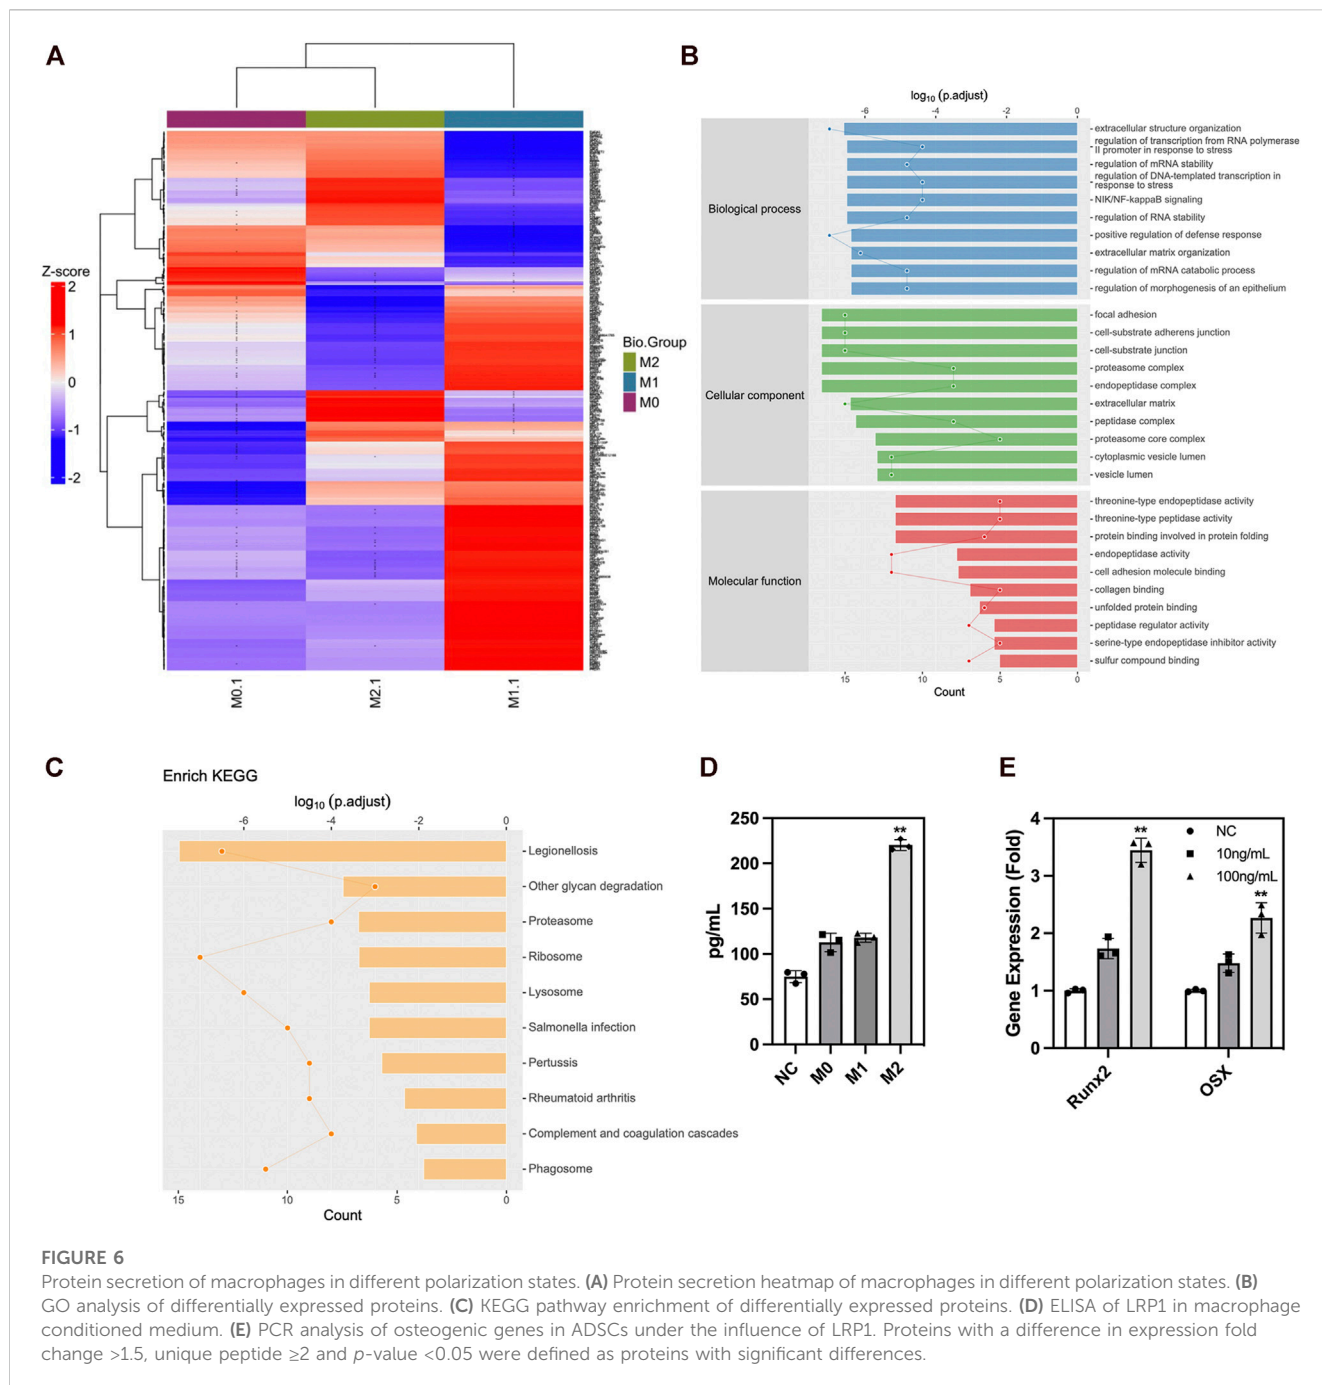 A
Z-score
2
1
0
-1
-2
Bio.Group
M2
M1
M0
M0.1
M2.1
M1.1
B
log10 (p.adjust)
-6
-4
-2
0
Biological process
extracellular structure organization
regulation of transcription from RNA polymerase
II promoter in response to stress
regulation of mRNA stability
regulation of DNA-templated transcription in
response to stress
NIK/NF-kappaB signaling
regulation of RNA stability
positive regulation of defense response
extracellular matrix organization
regulation of mRNA catabolic process
regulation of morphogenesis of an epithelium
Cellular component
focal adhesion
cell-substrate adherens junction
cell-substrate junction
proteasome complex
endopeptidase complex
extracellular matrix
peptidase complex
proteasome core complex
cytoplasmic vesicle lumen
vesicle lumen
Molecular function
threonine-type endopeptidase activity
threonine-type peptidase activity
protein binding involved in protein folding
endopeptidase activity
cell adhesion molecule binding
collagen binding
unfolded protein binding
peptidase regulator activity
serine-type endopeptidase inhibitor activity
sulfur compound binding
15
10
5
0
Count
C
Enrich KEGG
log10 (p.adjust)
-6
-4
-2
0
Legionellosis
Other glycan degradation
Proteasome
Ribosome
Lysosome
Salmonella infection
Pertussis
Rheumatoid arthritis
Complement and coagulation cascades
Phagosome
15
10
5
0
Count
D
pg/mL
250
200
150
100
50
0
**
NC
M0
M1
M2
E
Gene Expression (Fold)
4
3
2
1
0
**
**
NC
10ng/mL
100ng/mL
Runx2
OSX
FIGURE 6
Protein secretion of macrophages in different polarization states. (A) Protein secretion heatmap of macrophages in different polarization states. (B)
GO analysis of differentially expressed proteins. (C) KEGG pathway enrichment of differentially expressed proteins. (D) ELISA of LRP1 in macrophage
conditioned medium. (E) PCR analysis of osteogenic genes in ADSCs under the influence of LRP1. Proteins with a difference in expression fold
change >1.5, unique peptide ≥2 and p-value <0.05 were defined as proteins with significant differences.